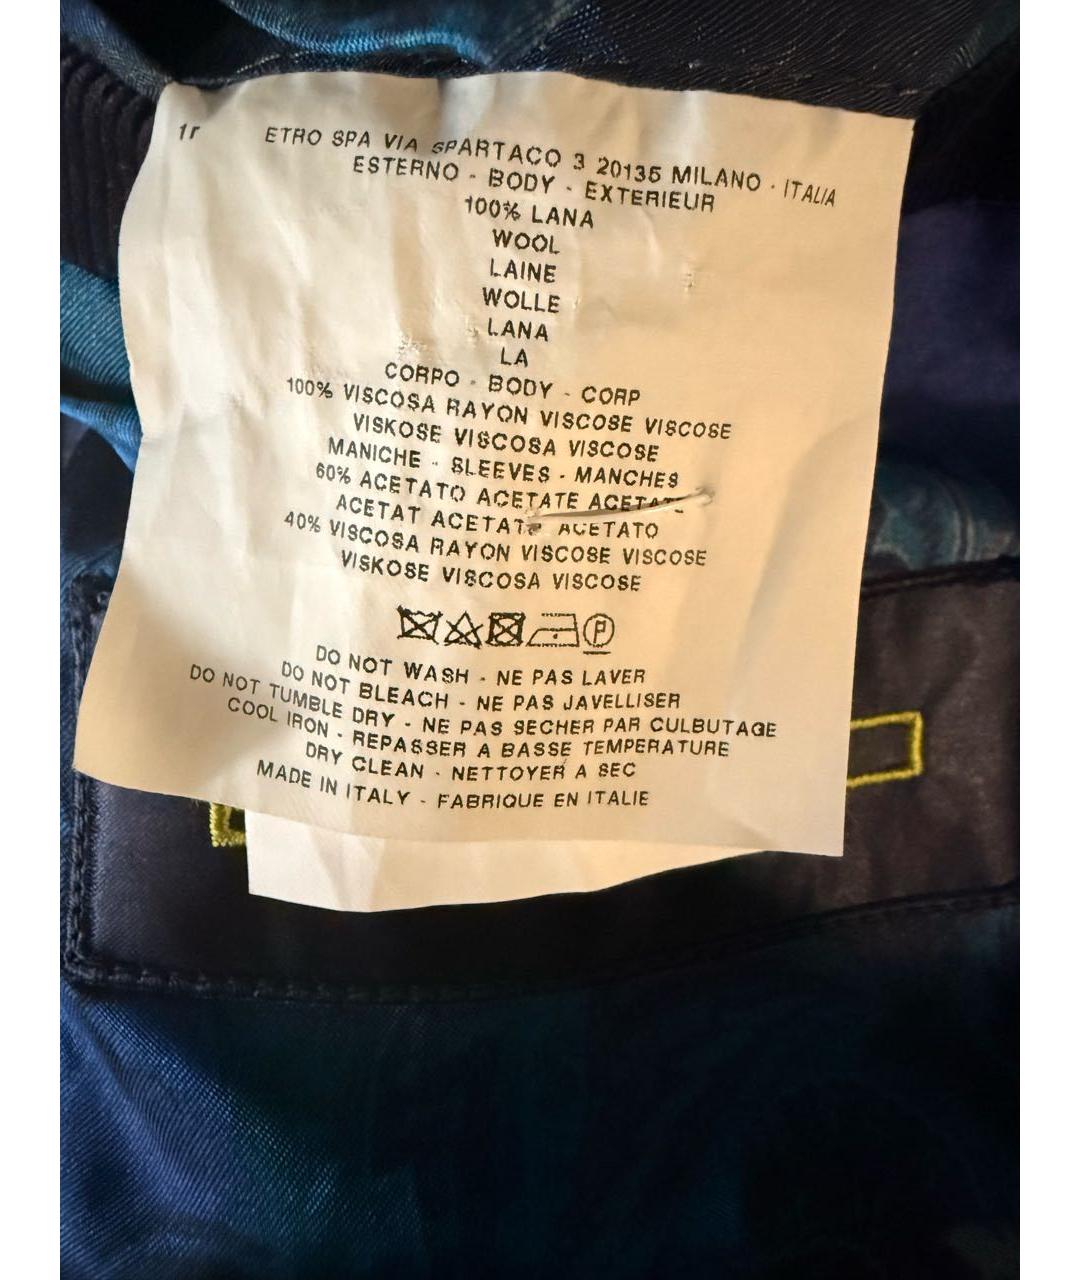 1r
ETRO SPA VIA SPARTACO 3 20135 MILANO - ITALIA
ESTERNO - BODY - EXTERIEUR
100% LANA
WOOL
LAINE
WOLLE
LANA
LA
CORPO - BODY - CORP
100% VISCOSA RAYON VISCOSE VISCOSE
VISKOSE VISCOSA VISCOSE
MANICHE - SLEEVES - MANCHES
60% ACETATO ACETATE ACETATE
ACETAT ACETATE ACETATO
40% VISCOSA RAYON VISCOSE VISCOSE
VISKOSE VISCOSA VISCOSE
P
DO NOT WASH - NE PAS LAVER
DO NOT BLEACH - NE PAS JAVELLISER
DO NOT TUMBLE DRY - NE PAS SECHER PAR CULBUTAGE
COOL IRON - REPASSER A BASSE TEMPERATURE
DRY CLEAN - NETTOYER A SEC
MADE IN ITALY - FABRIQUE EN ITALIE